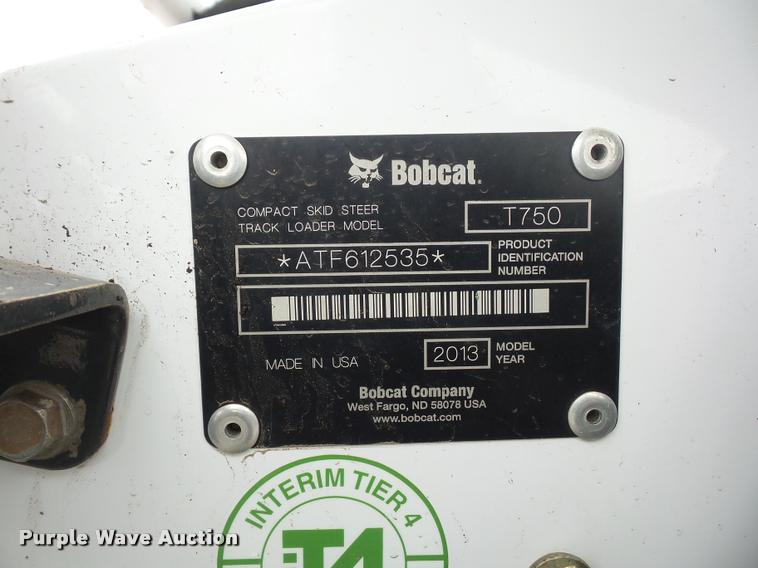 Bobcat.
COMPACT SKID STEER
TRACK LOADER MODEL
T750
*ATF612535*
PRODUCT
IDENTIFICATION
NUMBER
MADE IN USA
2013
MODEL
YEAR
Bobcat Company
West Fargo, ND 58078 USA
www.bobcat.com
INTERIM TIER 4
iT4
Purple Wave Auction